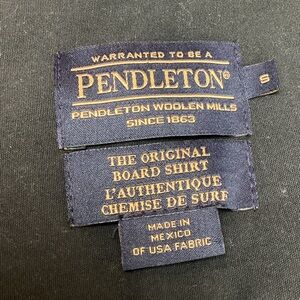 WARRANTED TO BE A
PENDLETON®
PENDLETON WOOLEN MILLS
SINCE 1863
S
THE ORIGINAL
BOARD SHIRT
L'AUTHENTIQUE
CHEMISE DE SURF
MADE IN
MEXICO
OF USA FABRIC